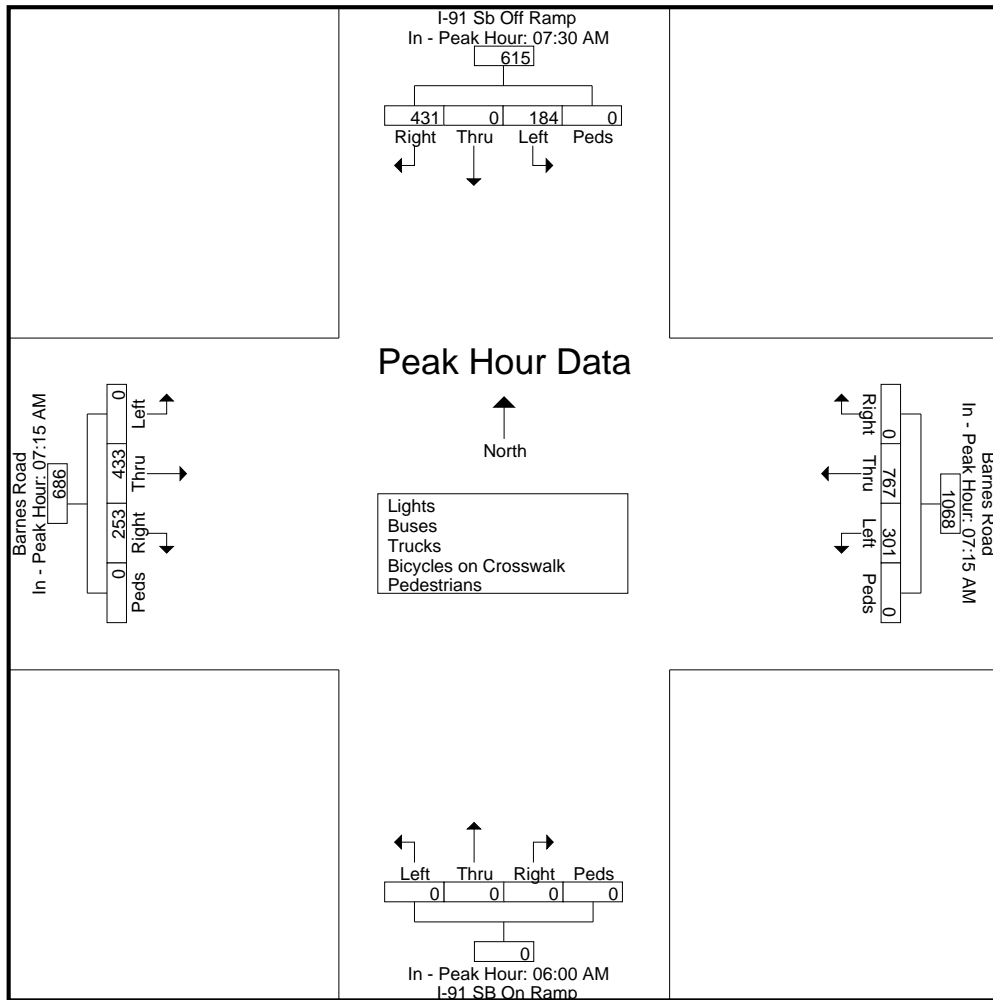 I-91 Sb Off Ramp
In - Peak Hour: 07:30 AM
615
431 0 184 0
Right Thru Left Peds
Peak Hour Data
North
Lights
Buses
Trucks
Bicycles on Crosswalk
Pedestrians
Barnes Road
In - Peak Hour: 07:15 AM
686
0 433 253 0
Left Thru Right Peds
Barnes Road
In - Peak Hour: 07:15 AM
1068
0 767 301 0
Right Thru Left Peds
Left Thru Right Peds
0 0 0 0
0
In - Peak Hour: 06:00 AM
I-91 SB On Ramp